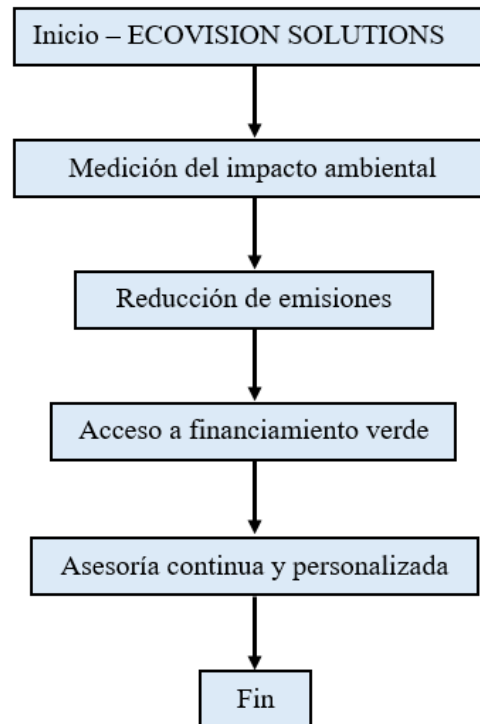 Inicio – ECOVISION SOLUTIONS
Medición del impacto ambiental
Reducción de emisiones
Acceso a financiamiento verde
Asesoría continua y personalizada
Fin